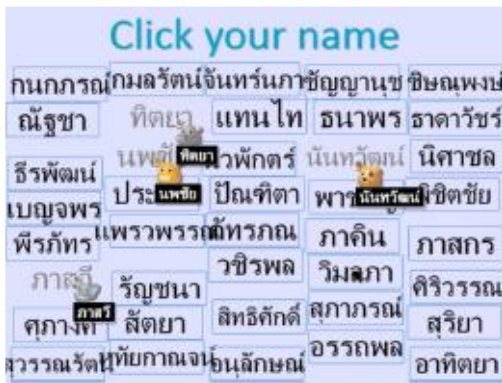 Click your name
กนกภรณ์ กมลรัตน์ จันทร์นภา ชัญญานุช ชิษณุพงษ์
ณัฐชา ทิตยา แทนไท ธนาพร ธาดาวัชร์
ธีรพัฒน์ นพชัย ทิตยา วพักตร์ นันทวัฒน์ นิศาชล
เบญจพร ประ นพชัย ปัณฑิตา พาช นันทวัฒน์ พิชิตชัย
พีรภัทร แพรวพรรณ ภัทรภณ ภาคิน ภาสกร
ภาสวี รัญชนา วชิรพล วิมลภา ศิริวรรณ
ภาสวี
ศุภางค์ สัตยา สิทธิศักดิ์ สุภาภรณ์ สุริยา
สุวรรณรัตน์ หทัยกาณจน์ อนุลักษณ์ อรรถพล อาทิตยา